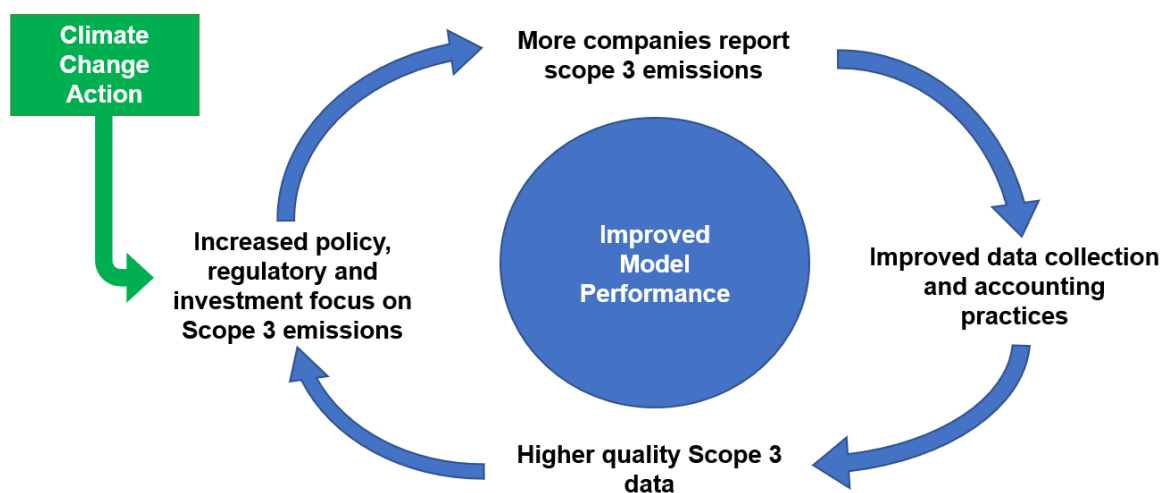 Climate
Change
Action
More companies report
scope 3 emissions
Improved data collection
and accounting
practices
Higher quality Scope 3
data
Increased policy,
regulatory and
investment focus on
Scope 3 emissions
Improved
Model
Performance